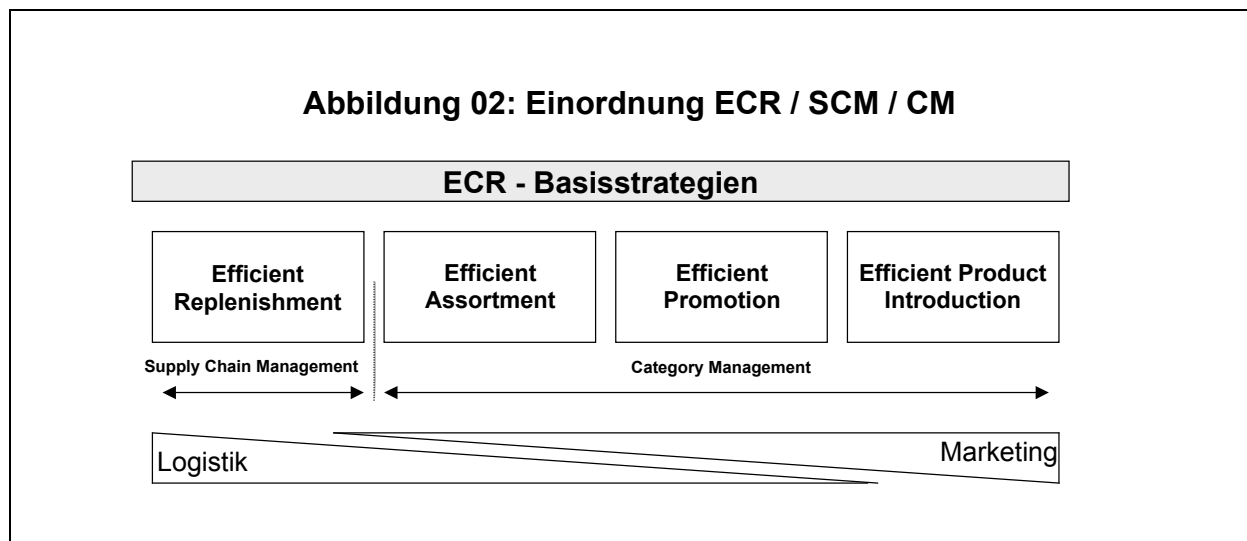 Abbildung 02: Einordnung ECR / SCM / CM
ECR - Basisstrategien
Efficient
Replenishment
Efficient
Assortment
Efficient
Promotion
Efficient Product
Introduction
Supply Chain Management
Category Management
Logistik
Marketing